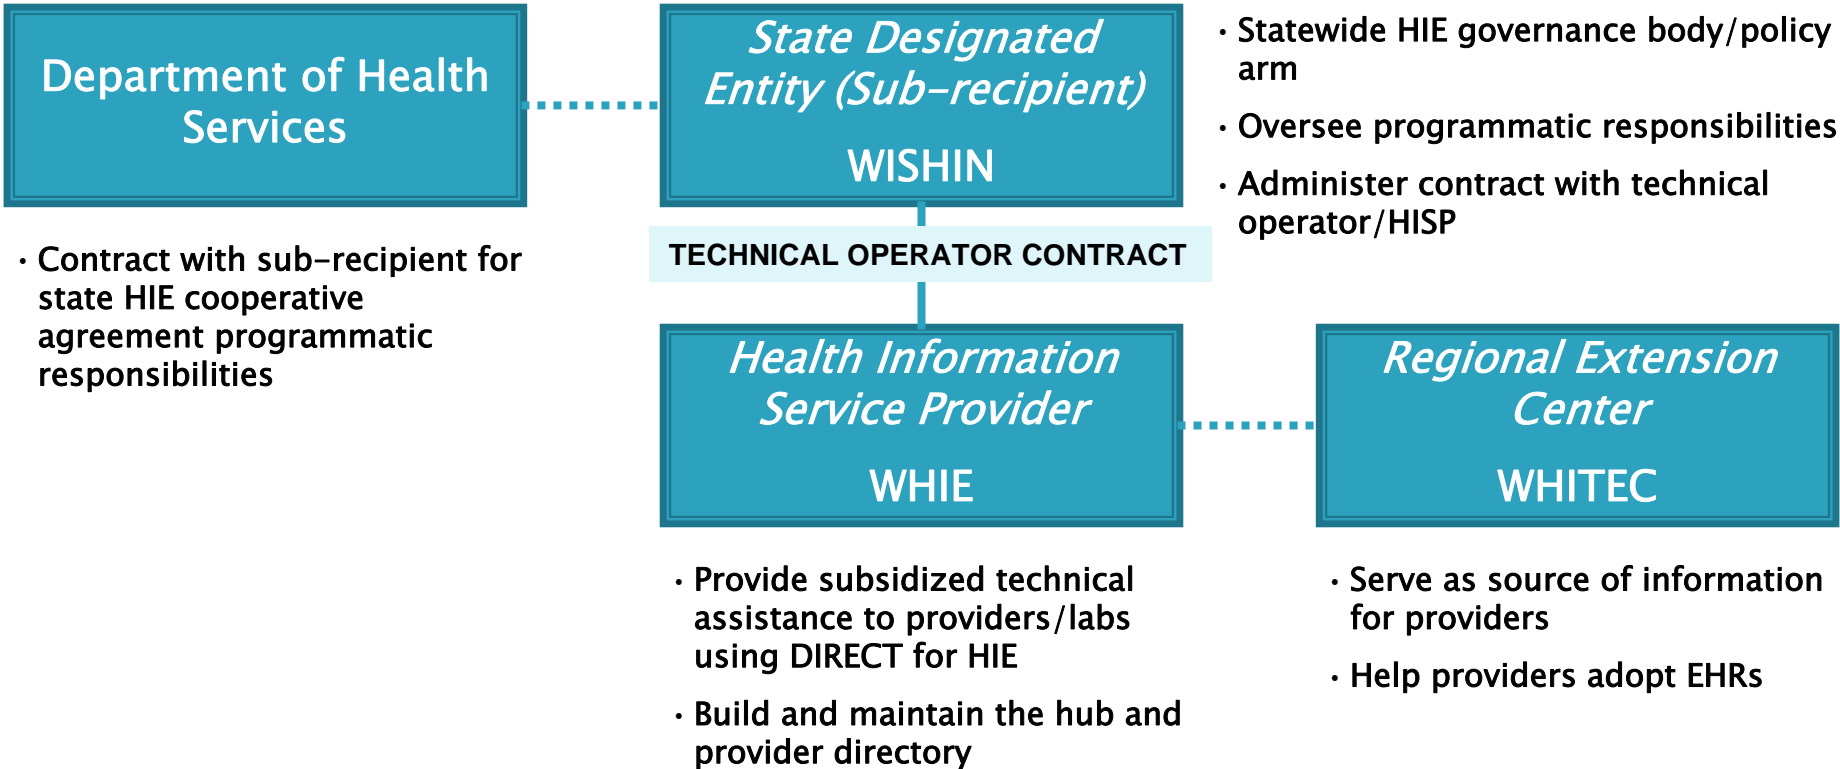 Department of Health
Services
• Contract with sub-recipient for
state HIE cooperative
agreement programmatic
responsibilities
State Designated
Entity (Sub-recipient)
WISHIN
• Statewide HIE governance body/policy
arm
• Oversee programmatic responsibilities
• Administer contract with technical
operator/HISP
TECHNICAL OPERATOR CONTRACT
Health Information
Service Provider
WHIE
• Provide subsidized technical
assistance to providers/labs
using DIRECT for HIE
• Build and maintain the hub and
provider directory
Regional Extension
Center
WHITEC
• Serve as source of information
for providers
• Help providers adopt EHRs